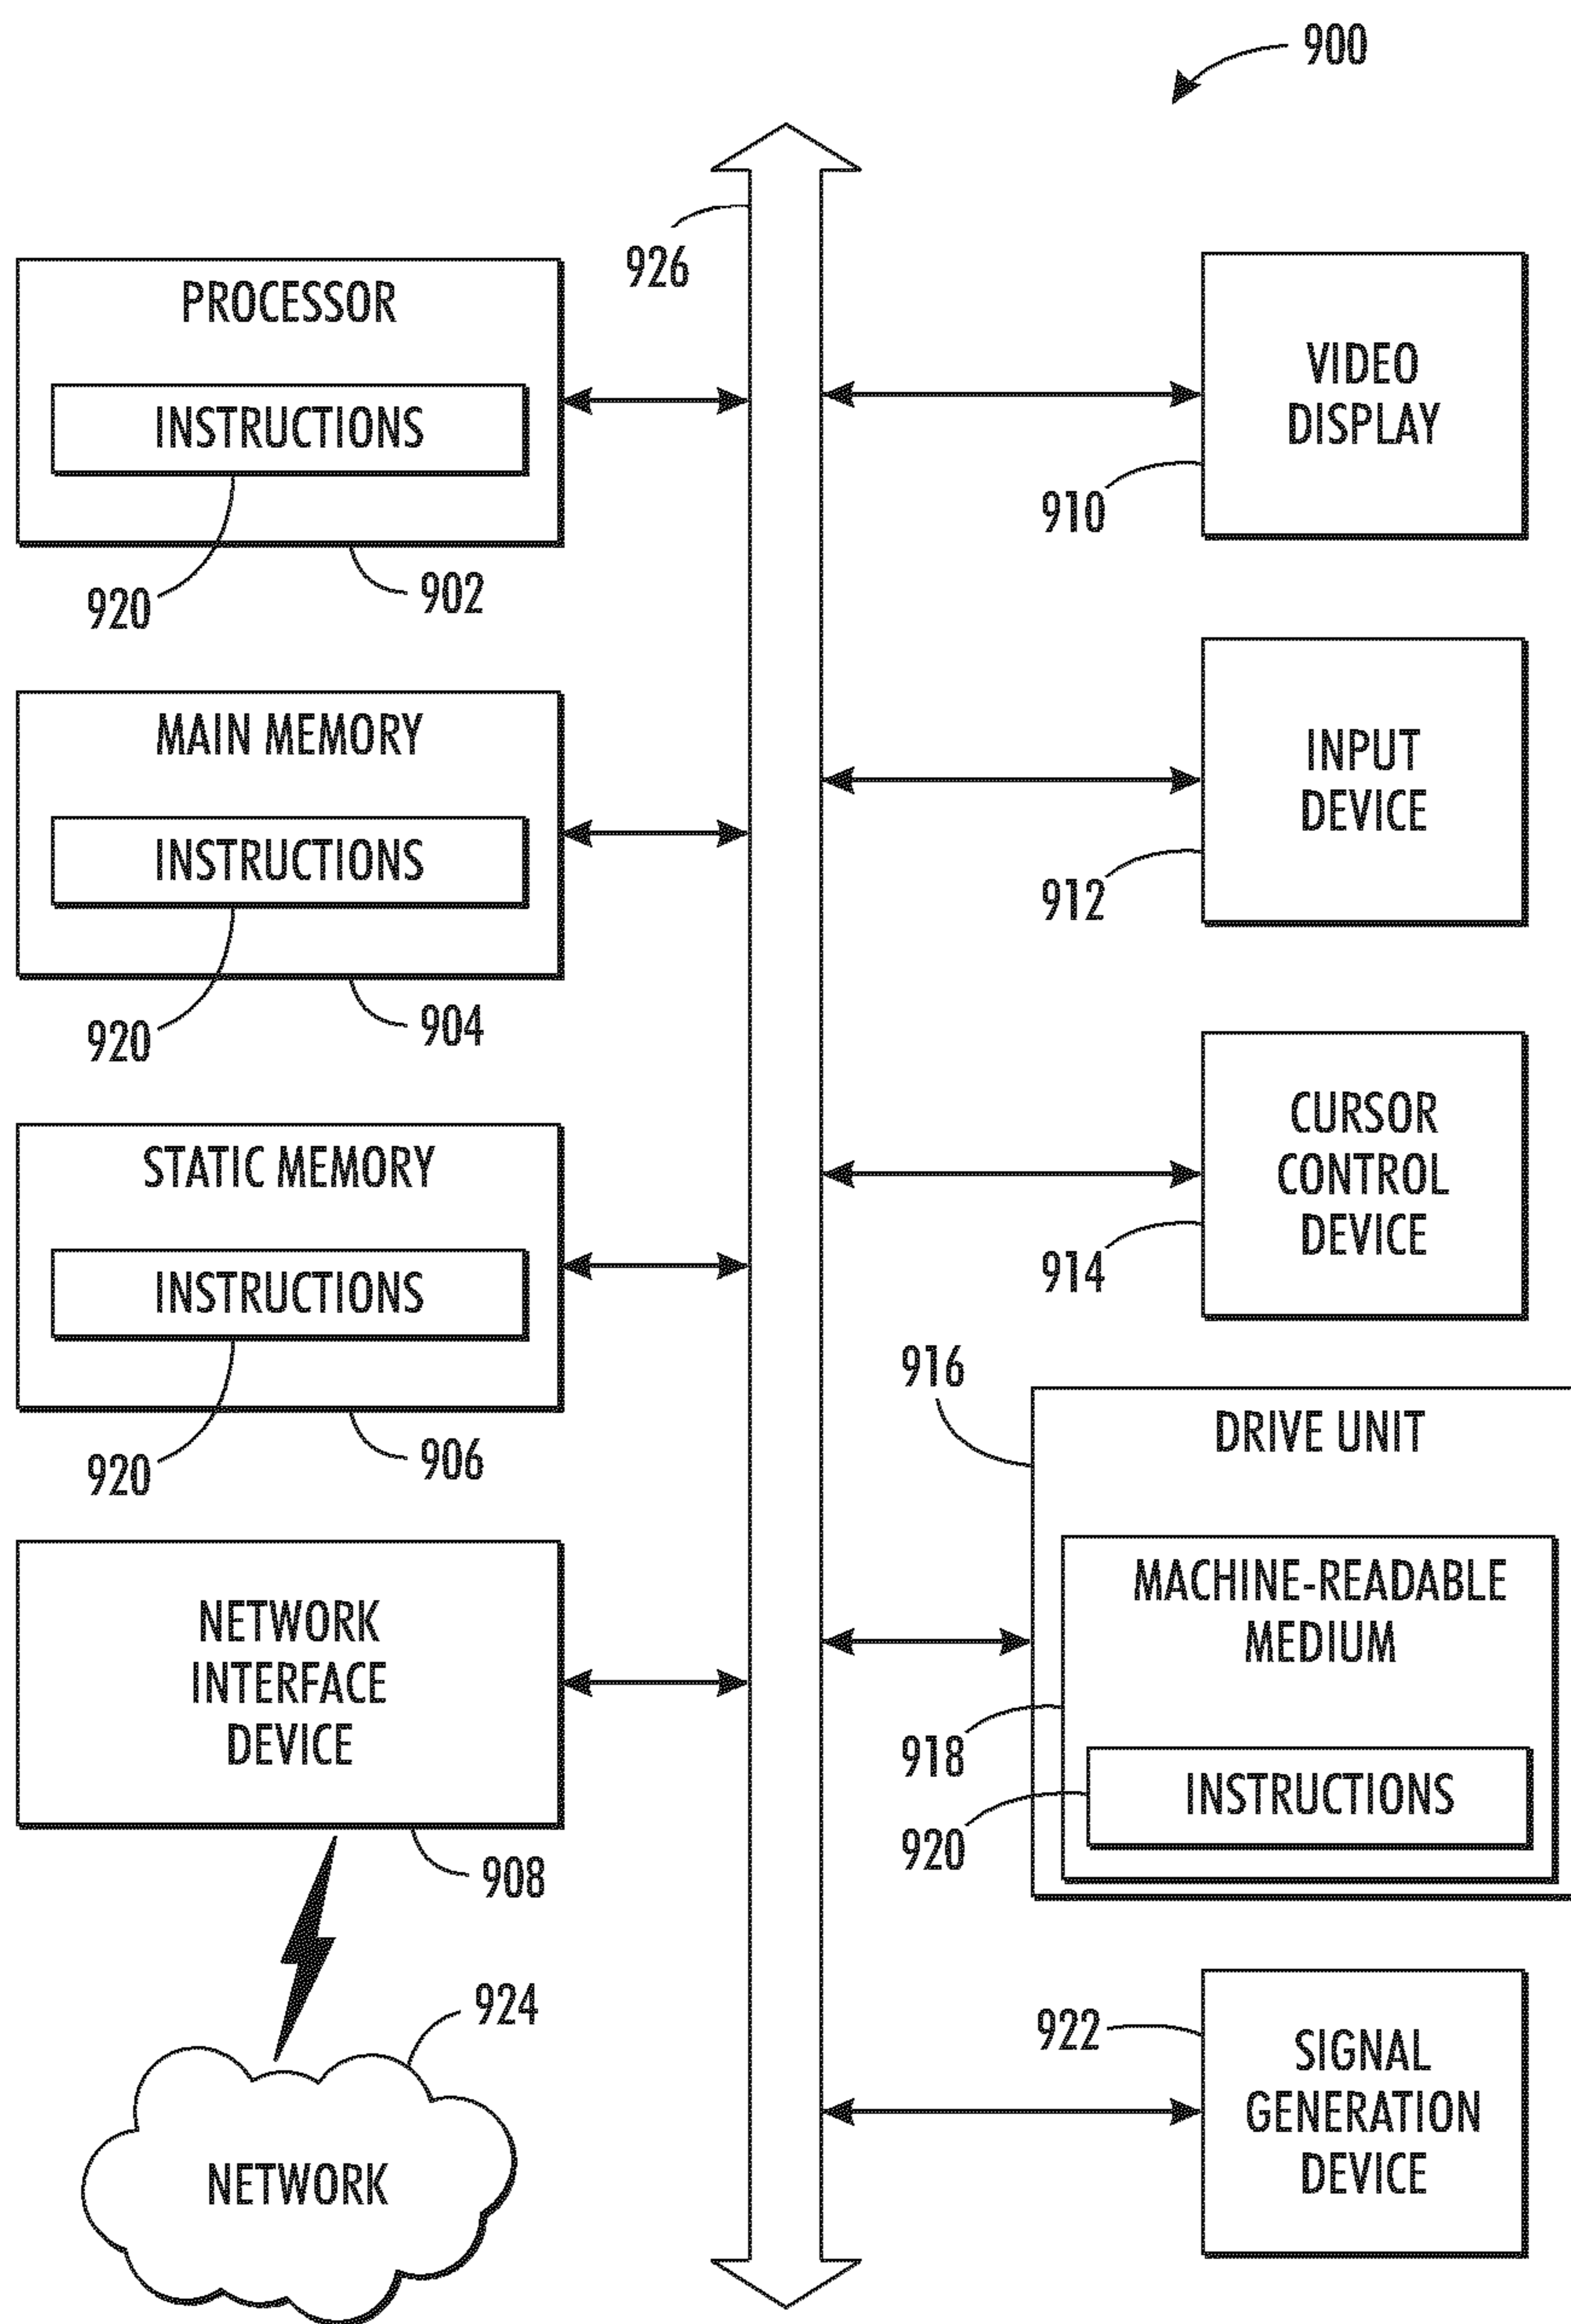 900
926
PROCESSOR
INSTRUCTIONS
920
902
MAIN MEMORY
INSTRUCTIONS
920
904
STATIC MEMORY
INSTRUCTIONS
920
906
NETWORK
INTERFACE
DEVICE
908
924
NETWORK
VIDEO
DISPLAY
910
INPUT
DEVICE
912
CURSOR
CONTROL
DEVICE
914
916
DRIVE UNIT
MACHINE-READABLE
MEDIUM
918
INSTRUCTIONS
920
922
SIGNAL
GENERATION
DEVICE